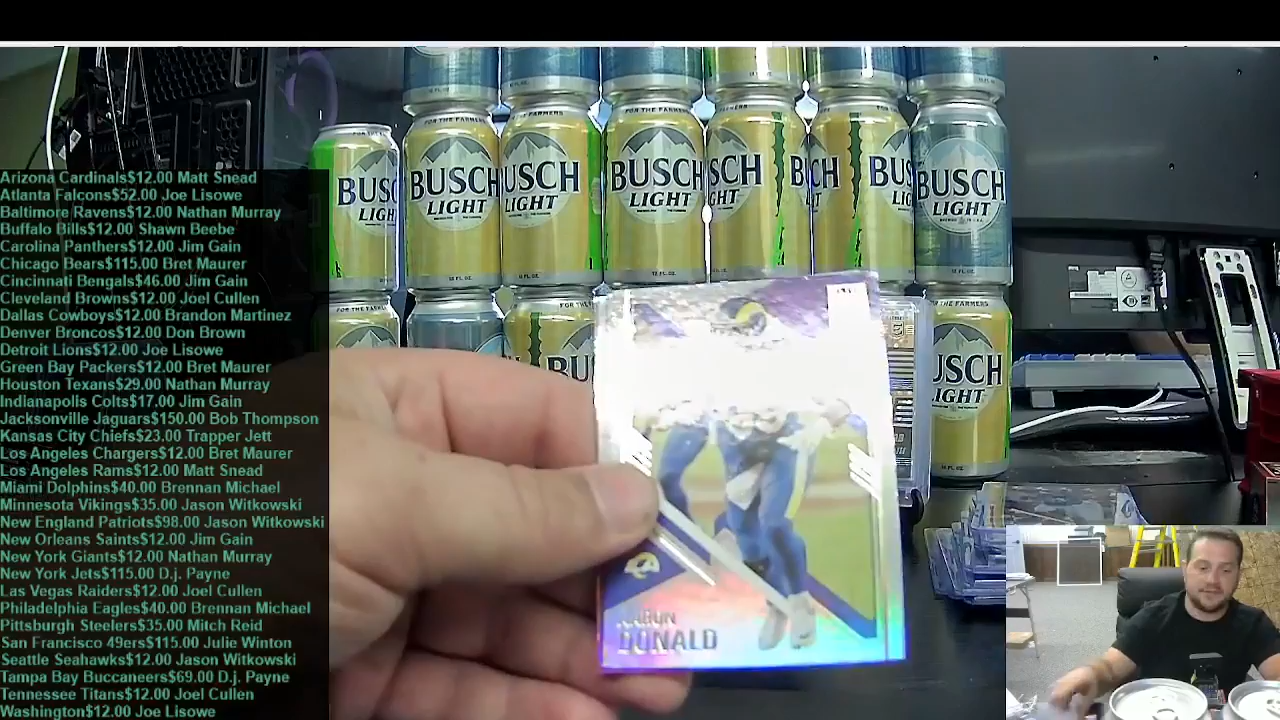 Arizona Cardinals$12.00 Matt Snead
Atlanta Falcons$52.00 Joe Lisowe
Baltimore Ravens$12.00 Nathan Murray
Buffalo Bills$12.00 Shawn Beebe
Carolina Panthers$12.00 Jim Gain
Chicago Bears$115.00 Bret Maurer
Cincinnati Bengals$46.00 Jim Gain
Cleveland Browns$12.00 Joel Cullen
Dallas Cowboys$12.00 Brandon Martinez
Denver Broncos$12.00 Don Brown
Detroit Lions$12.00 Joe Lisowe
Green Bay Packers$12.00 Bret Maurer
Houston Texans$29.00 Nathan Murray
Indianapolis Colts$17.00 Jim Gain
Jacksonville Jaguars$150.00 Bob Thompson
Kansas City Chiefs$23.00 Trapper Jett
Los Angeles Chargers$12.00 Bret Maurer
Los Angeles Rams$12.00 Matt Snead
Miami Dolphins$40.00 Brennan Michael
Minnesota Vikings$35.00 Jason Witkowski
New England Patriots$98.00 Jason Witkowski
New Orleans Saints$12.00 Jim Gain
New York Giants$12.00 Nathan Murray
New York Jets$115.00 D.j. Payne
Las Vegas Raiders$12.00 Joel Cullen
Philadelphia Eagles$40.00 Brennan Michael
Pittsburgh Steelers$35.00 Mitch Reid
San Francisco 49ers$115.00 Julie Winton
Seattle Seahawks$12.00 Jason Witkowski
Tampa Bay Buccaneers$69.00 D.j. Payne
Tennessee Titans$12.00 Joel Cullen
Washington$12.00 Joe Lisowe
FOR THE FARMERS
BUSC
LIGHT
BUSCH
LIGHT
BUSCH
LIGHT
BUSCH
LIGHT
SCH
GHT
BUSCH
LIGHT
BUSCH
LIGHT
BUS
BUSCH
LIGHT
AARON
DONALD